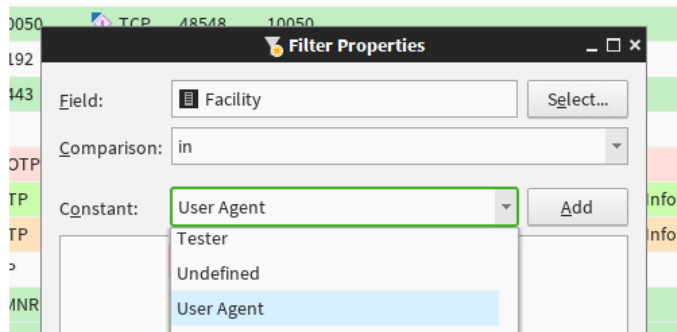 0050 TCP 48548 10050
Filter Properties
192
443
Field: Facility Select...
Comparison: in
OTP
TP Info
Constant: User Agent Add
TP Info
Tester
P
Undefined
MNR
User Agent